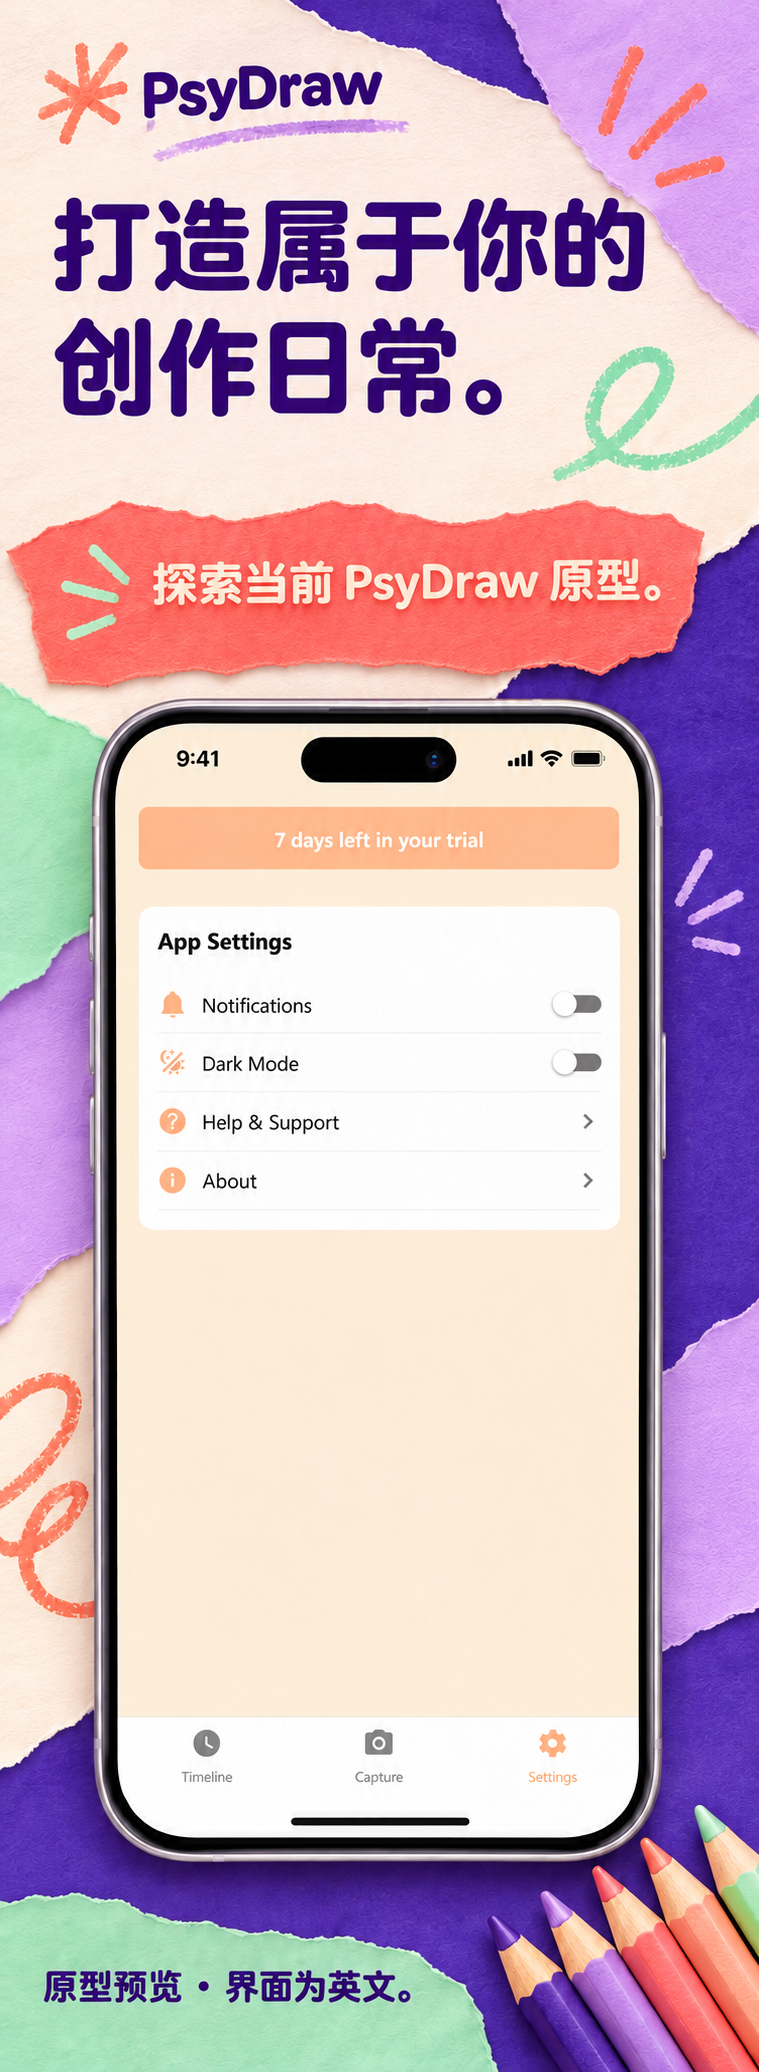 PsyDraw
打造属于你的
创作日常。
探索当前 PsyDraw 原型。
9:41
7 days left in your trial
App Settings
Notifications
Dark Mode
Help & Support
About
Timeline
Capture
Settings
原型预览 • 界面为英文。